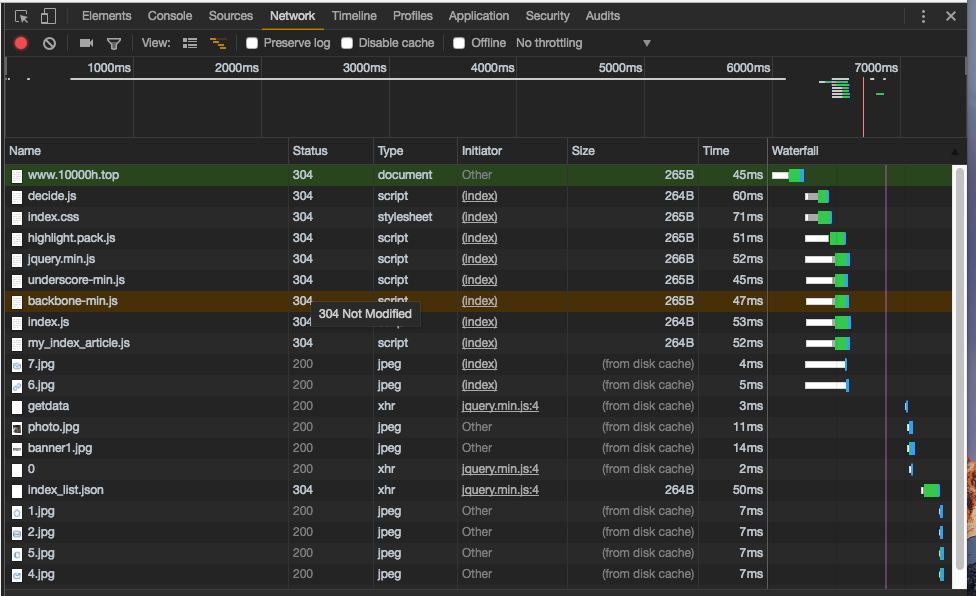 Elements Console Sources Network Timeline Profiles Application Security Audits
View: Preserve log Disable cache Offline No throttling
1000ms 2000ms 3000ms 4000ms 5000ms 6000ms 7000ms
Name Status Type Initiator Size Time Waterfall
www.10000h.top 304 document Other 265B 45ms
decide.js 304 script (index) 264B 60ms
index.css 304 stylesheet (index) 265B 71ms
highlight.pack.js 304 script (index) 265B 51ms
jquery.min.js 304 script (index) 266B 52ms
underscore-min.js 304 script (index) 265B 45ms
backbone-min.js 304 script (index) 265B 47ms
304 Not Modified
index.js 304 (index) 264B 53ms
my_index_article.js 304 script (index) 264B 52ms
7.jpg 200 jpeg (index) (from disk cache) 4ms
6.jpg 200 jpeg (index) (from disk cache) 5ms
getdata 200 xhr jquery.min.js:4 (from disk cache) 3ms
photo.jpg 200 jpeg Other (from disk cache) 11ms
banner1.jpg 200 jpeg Other (from disk cache) 14ms
0 200 xhr jquery.min.js:4 (from disk cache) 2ms
index_list.json 304 xhr jquery.min.js:4 264B 50ms
1.jpg 200 jpeg Other (from disk cache) 7ms
2.jpg 200 jpeg Other (from disk cache) 7ms
5.jpg 200 jpeg Other (from disk cache) 7ms
4.jpg 200 jpeg Other (from disk cache) 7ms